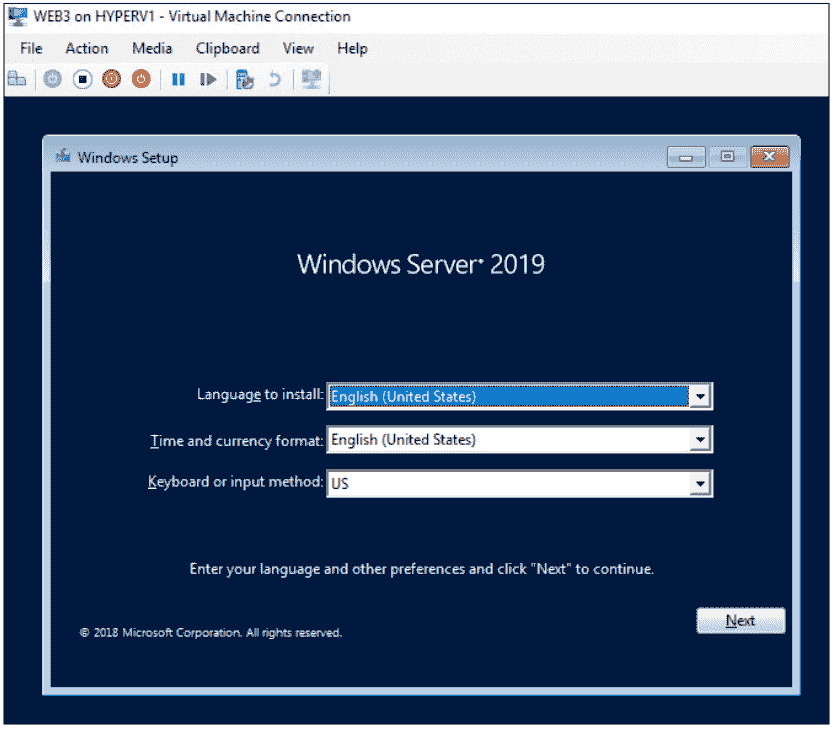 WEB3 on HYPERV1 - Virtual Machine Connection
File Action Media Clipboard View Help
Windows Setup
Windows Server® 2019
Language to install: English (United States)
Time and currency format: English (United States)
Keyboard or input method: US
Enter your language and other preferences and click "Next" to continue.
© 2018 Microsoft Corporation. All rights reserved.
Next